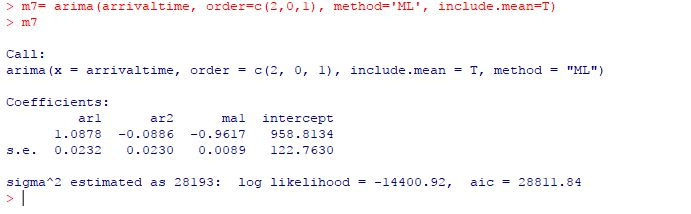 > m7= arima(arrivaltime, order=c(2,0,1), method='ML', include.mean=T)
> m7
Call:
arima(x = arrivaltime, order = c(2, 0, 1), include.mean = T, method = "ML")
Coefficients:
ar1 ar2 ma1 intercept
1.0878 -0.0886 -0.9617 958.8134
s.e. 0.0232 0.0230 0.0089 122.7630
sigma^2 estimated as 28193: log likelihood = -14400.92, aic = 28811.84
>